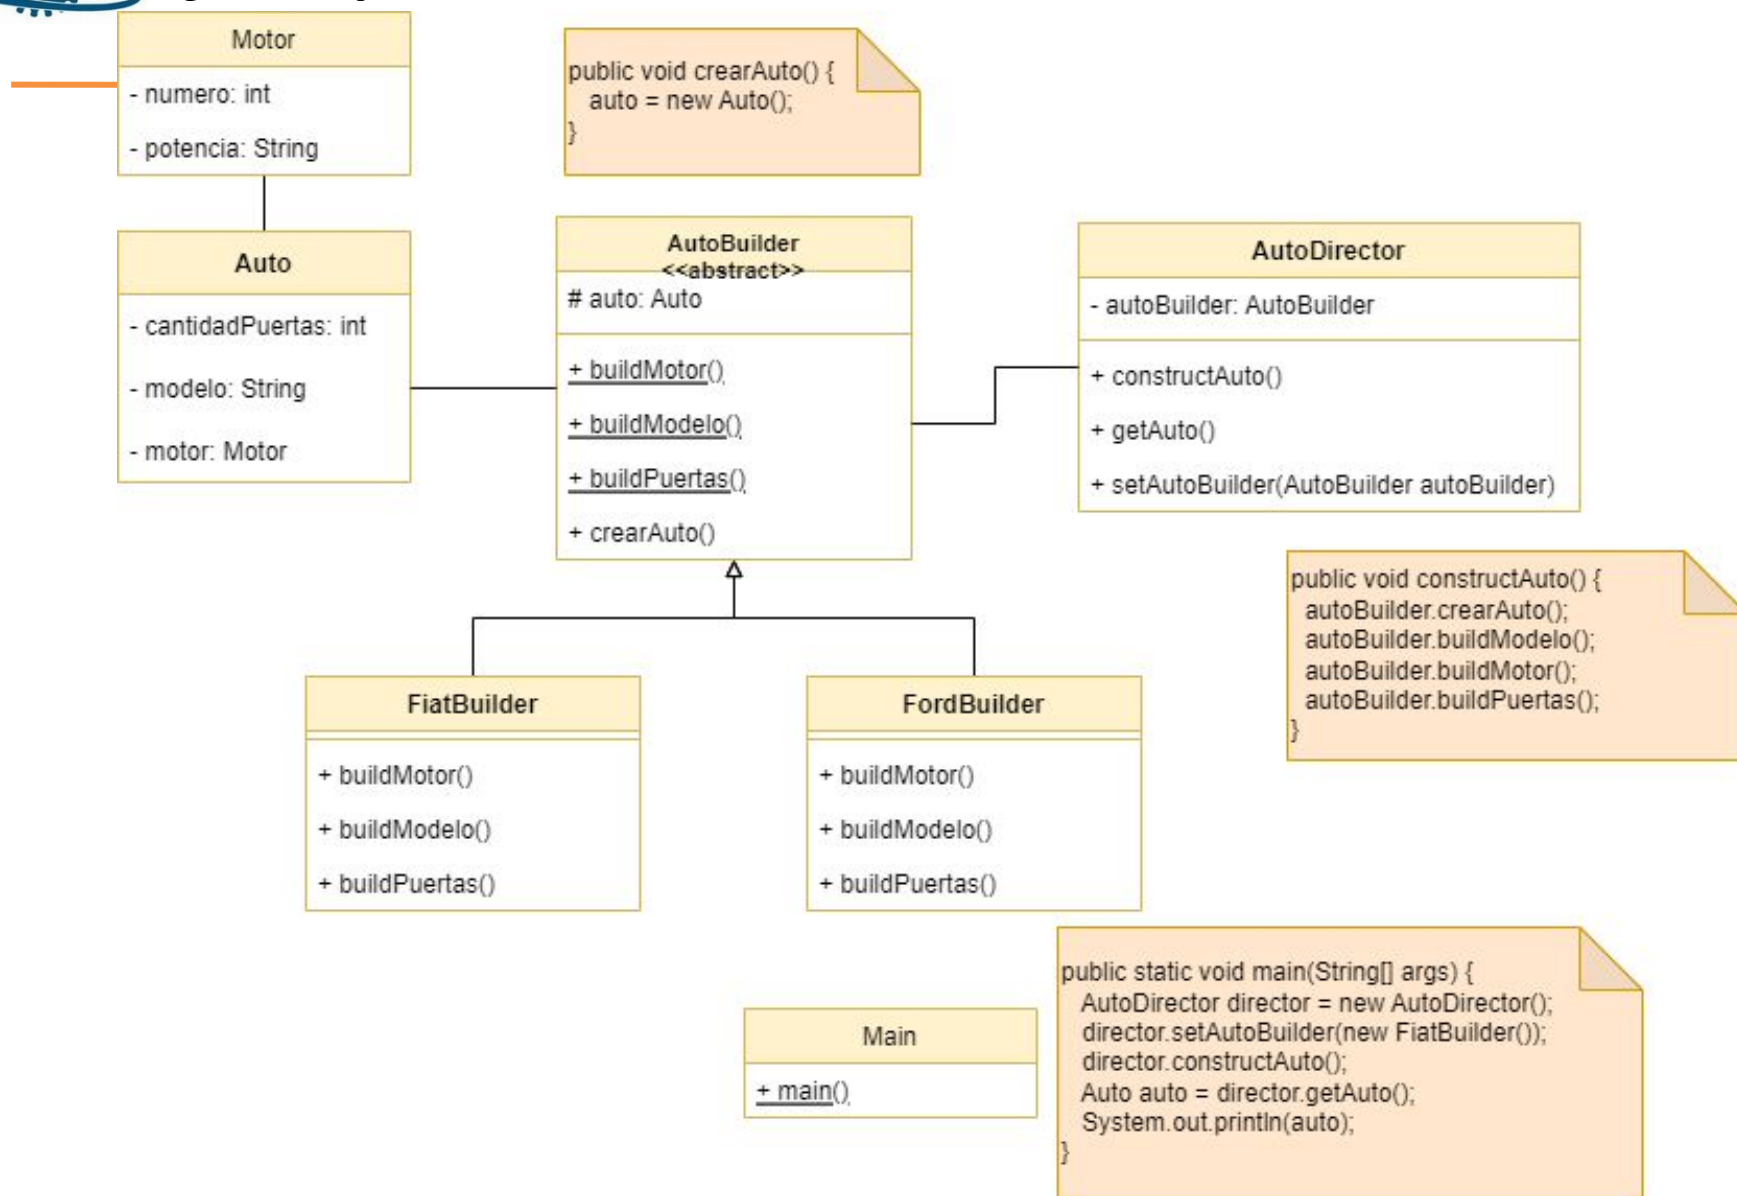 Motor
- numero: int
- potencia: String
public void crearAuto() {
auto = new Auto();
}
Auto
- cantidadPuertas: int
- modelo: String
- motor: Motor
AutoBuilder
<<abstract>>
# auto: Auto
+ buildMotor()
+ buildModelo()
+ buildPuertas()
+ crearAuto()
AutoDirector
- autoBuilder: AutoBuilder
+ constructAuto()
+ getAuto()
+ setAutoBuilder(AutoBuilder autoBuilder)
public void constructAuto() {
autoBuilder.crearAuto();
autoBuilder.buildModelo();
autoBuilder.buildMotor();
autoBuilder.buildPuertas();
}
FiatBuilder
+ buildMotor()
+ buildModelo()
+ buildPuertas()
FordBuilder
+ buildMotor()
+ buildModelo()
+ buildPuertas()
Main
+ main()
public static void main(String[] args) {
AutoDirector director = new AutoDirector();
director.setAutoBuilder(new FiatBuilder());
director.constructAuto();
Auto auto = director.getAuto();
System.out.println(auto);
}